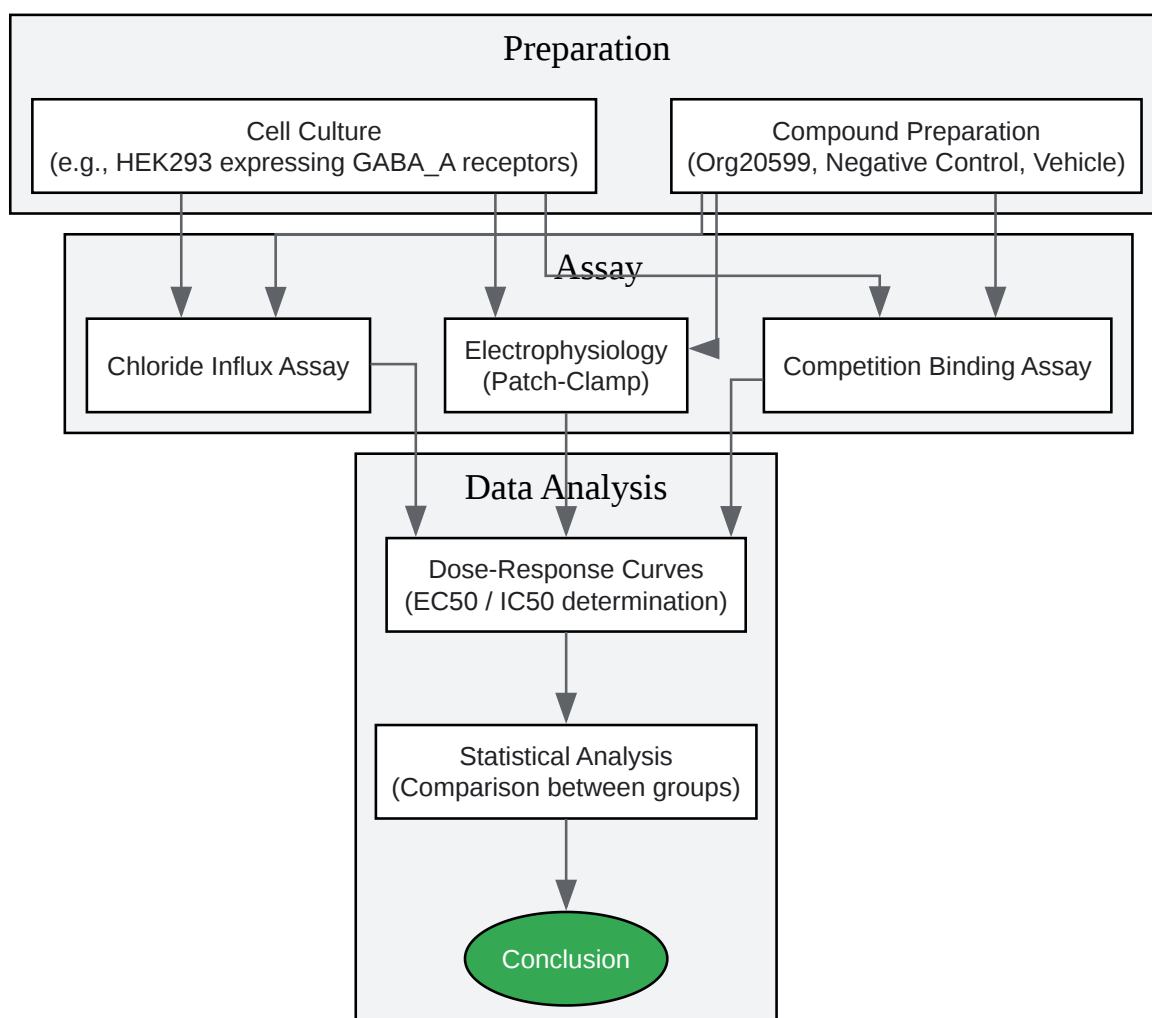 Preparation
Cell Culture
(e.g., HEK293 expressing GABA_A receptors)
Compound Preparation
(Org20599, Negative Control, Vehicle)
Assay
Chloride Influx Assay
Electrophysiology
(Patch-Clamp)
Competition Binding Assay
Data Analysis
Dose-Response Curves
(EC50 / IC50 determination)
Statistical Analysis
(Comparison between groups)
Conclusion